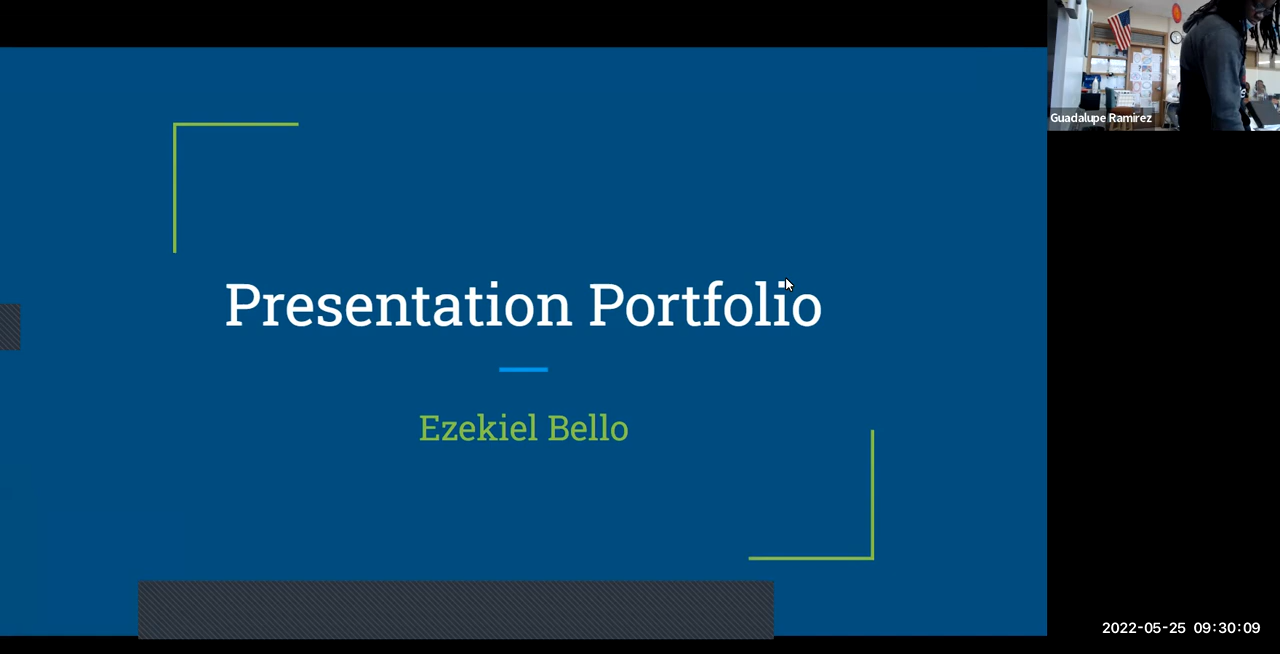 Presentation Portfolio
Ezekiel Bello
Guadalupe Ramirez
2022-05-25 09:30:09